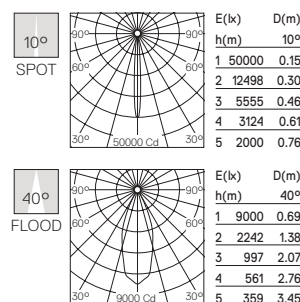 10°
SPOT
90° 90°
60° 60°
30° 30°
50000 Cd
E(lx) D(m)
h(m) 10°
1 50000 0.15
2 12498 0.30
3 5555 0.46
4 3124 0.61
5 2000 0.76
40°
FLOOD
90° 90°
60° 60°
30° 30°
9000 Cd
E(lx) D(m)
h(m) 40°
1 9000 0.69
2 2242 1.38
3 997 2.07
4 561 2.76
5 359 3.45